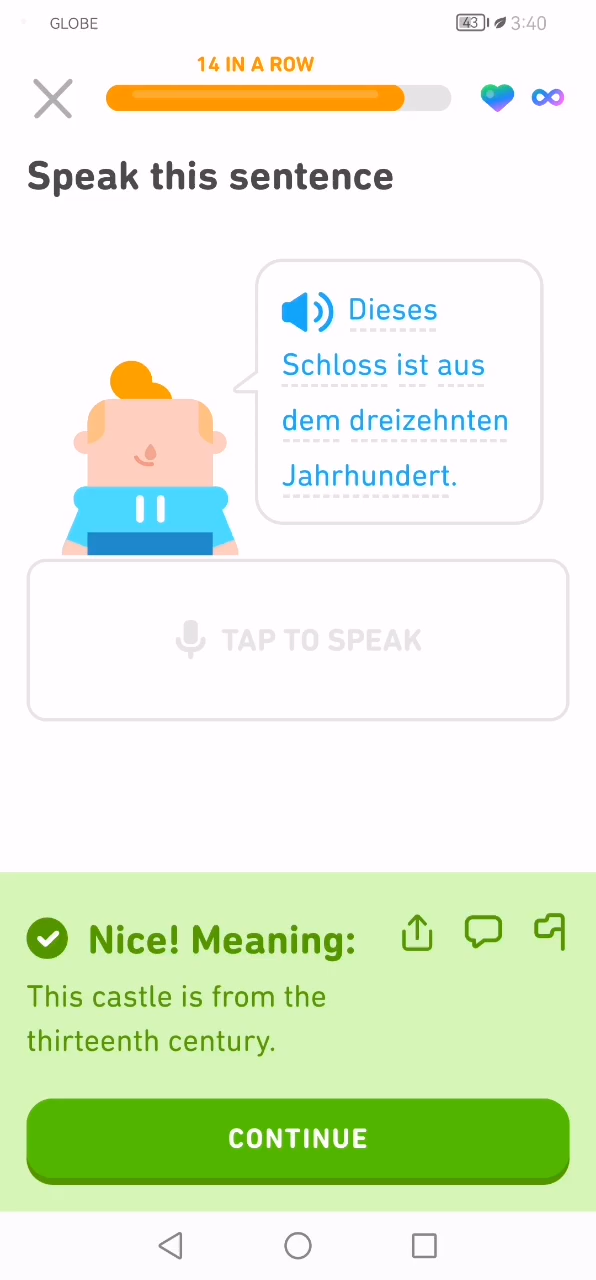 GLOBE 43 3:40
14 IN A ROW
Speak this sentence
Dieses
Schloss ist aus
dem dreizehnten
Jahrhundert.
TAP TO SPEAK
Nice! Meaning:
This castle is from the
thirteenth century.
CONTINUE